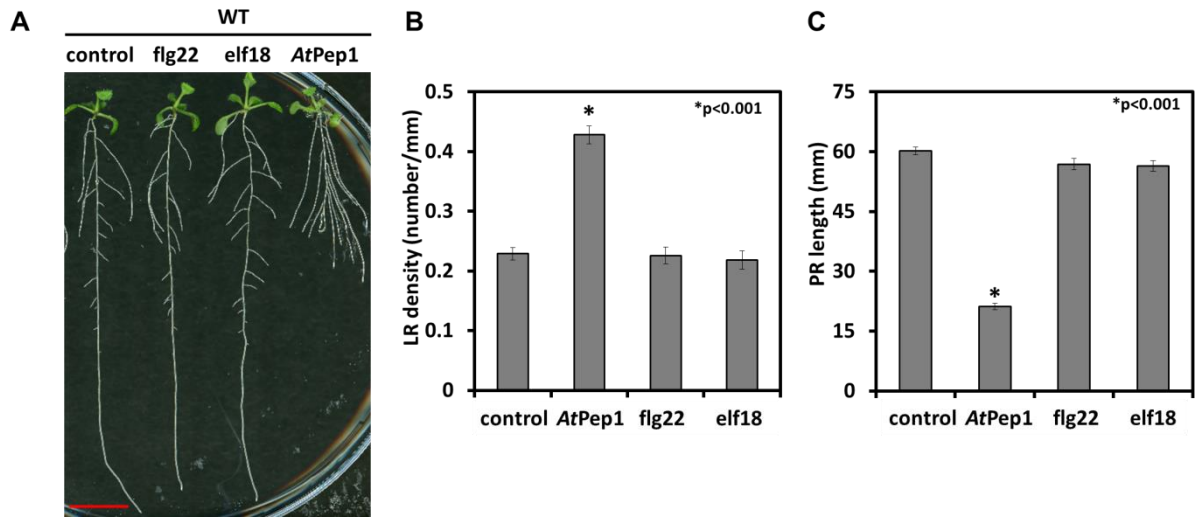 A
WT
control flg22 elf18 AtPep1
B
LR density (number/mm)
0.5
0.4
0.3
0.2
0.1
0
*p<0.001
*
control AtPep1 flg22 elf18
C
PR length (mm)
75
60
45
30
15
0
*p<0.001
*
control AtPep1 flg22 elf18